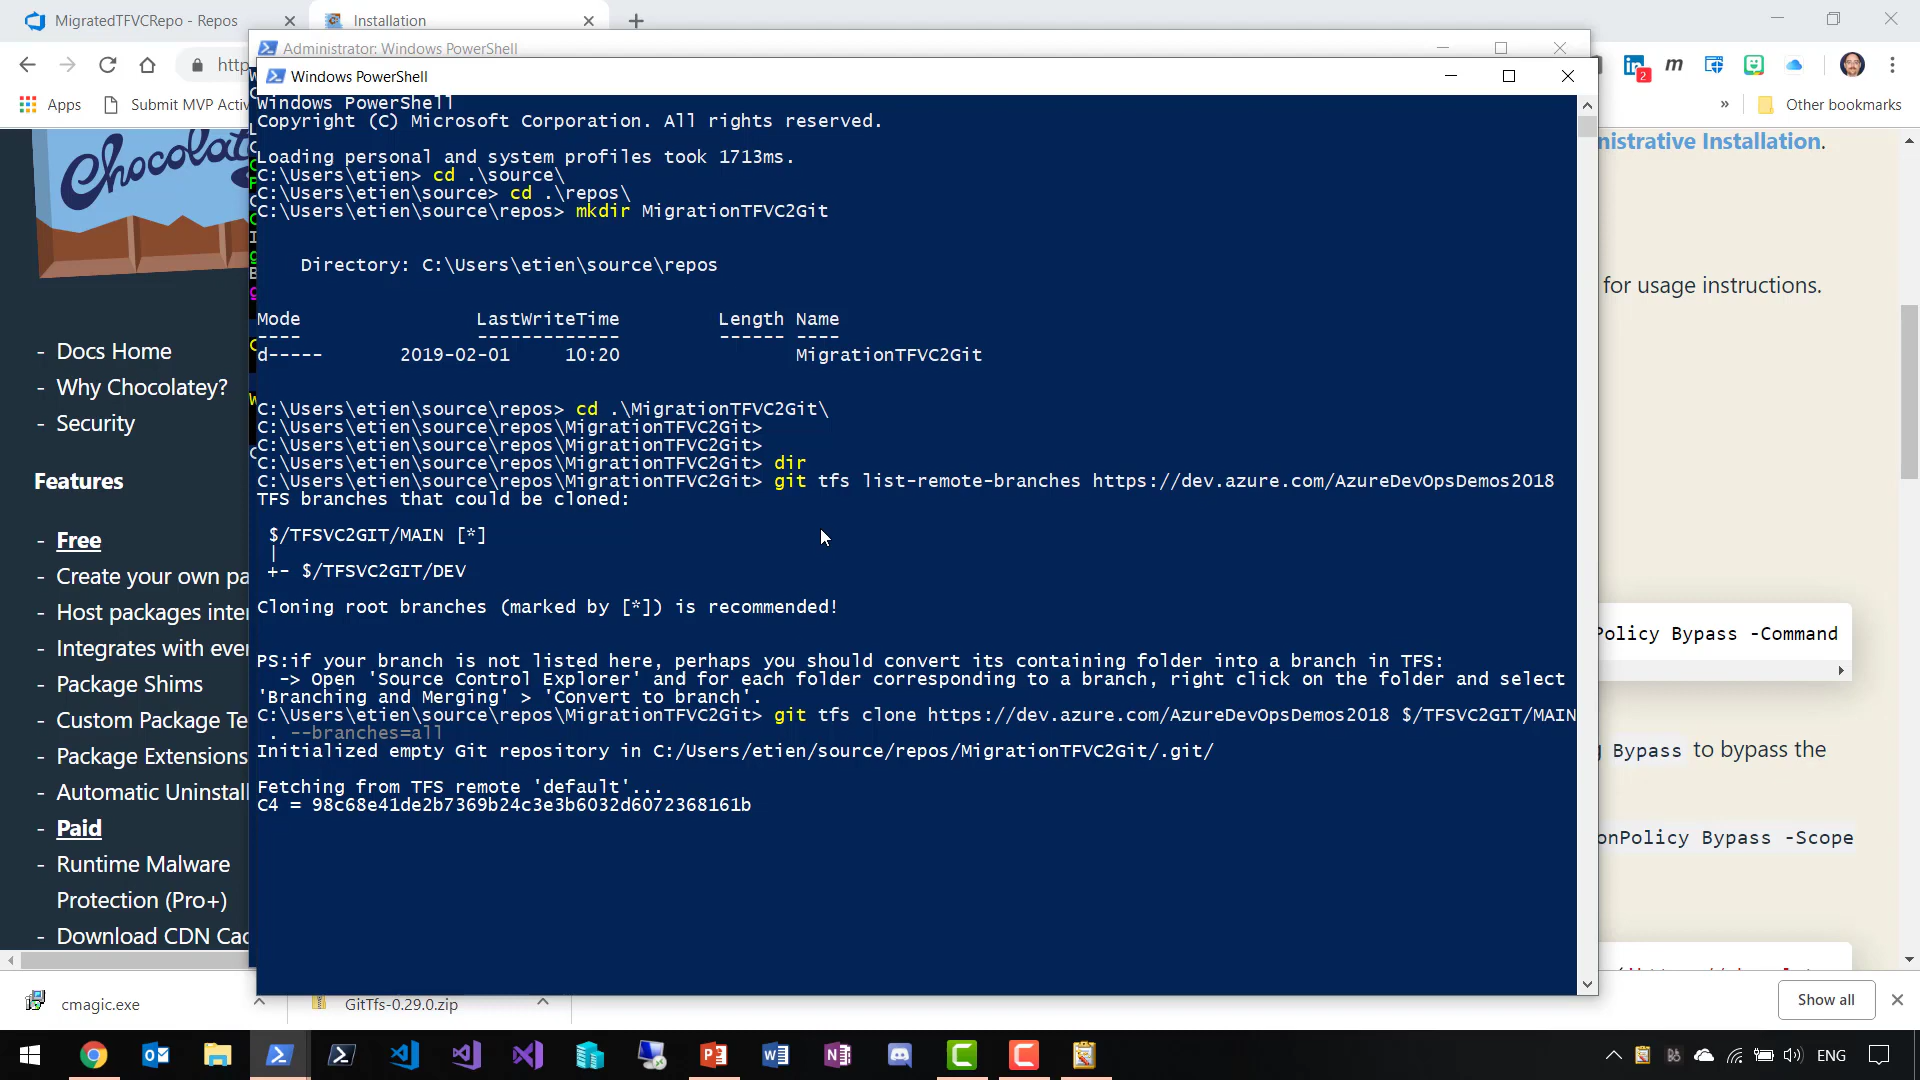 MigratedTFVCRepo - Repos
Installation
Administrator: Windows PowerShell
Windows PowerShell
http
Apps
Submit MVP Activ
»
Other bookmarks
2
Windows PowerShell
Copyright (C) Microsoft Corporation. All rights reserved.
Loading personal and system profiles took 1713ms.
C:\Users\etien> cd .\source\
C:\Users\etien\source> cd .\repos\
C:\Users\etien\source\repos> mkdir MigrationTFVC2Git
Directory: C:\Users\etien\source\repos
Mode LastWriteTime Length Name
---- ------------- ------ ----
d----- 2019-02-01 10:20 MigrationTFVC2Git
C:\Users\etien\source\repos> cd .\MigrationTFVC2Git\
C:\Users\etien\source\repos\MigrationTFVC2Git>
C:\Users\etien\source\repos\MigrationTFVC2Git>
C:\Users\etien\source\repos\MigrationTFVC2Git> dir
C:\Users\etien\source\repos\MigrationTFVC2Git> git tfs list-remote-branches https://dev.azure.com/AzureDevOpsDemos2018
TFS branches that could be cloned:
$/TFSVC2GIT/MAIN [*]
|
+- $/TFSVC2GIT/DEV
Cloning root branches (marked by [*]) is recommended!
PS:if your branch is not listed here, perhaps you should convert its containing folder into a branch in TFS:
-> Open 'Source Control Explorer' and for each folder corresponding to a branch, right click on the folder and select
'Branching and Merging' > 'Convert to branch'.
C:\Users\etien\source\repos\MigrationTFVC2Git> git tfs clone https://dev.azure.com/AzureDevOpsDemos2018 $/TFSVC2GIT/MAIN
. --branches=all
Initialized empty Git repository in C:/Users/etien/source/repos/MigrationTFVC2Git/.git/
Fetching from TFS remote 'default'...
C4 = 98c68e41de2b7369b24c3e3b6032d6072368161b
Chocolat
- Docs Home
- Why Chocolatey?
- Security
Features
- Free
- Create your own pa
- Host packages inter
- Integrates with eve
- Package Shims
- Custom Package Te
- Package Extensions
- Automatic Uninstall
- Paid
- Runtime Malware
Protection (Pro+)
- Download CDN Cac
nistrative Installation.
for usage instructions.
Policy Bypass -Command
g Bypass to bypass the
onPolicy Bypass -Scope
cmagic.exe
GitTfs-0.29.0.zip
Show all
ENG